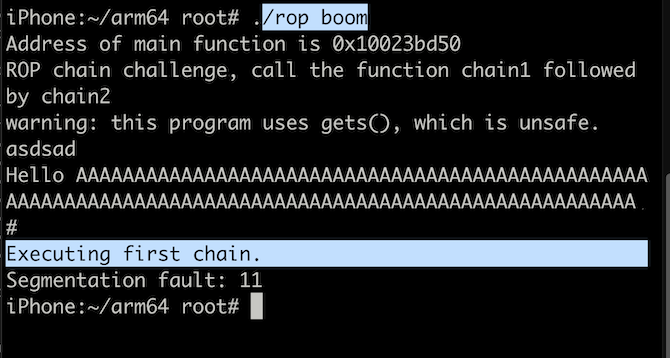 iPhone:~/arm64 root# ./rop boom
Address of main function is 0x10023bd50
ROP chain challenge, call the function chain1 followed
by chain2
warning: this program uses gets(), which is unsafe.
asdsad
Hello AAAAAAAAAAAAAAAAAAAAAAAAAAAAAAAAAAAAAAAAAAAAAAAAA
AAAAAAAAAAAAAAAAAAAAAAAAAAAAAAAAAAAAAAAAAAAAAAAAAAAAAA
#
Executing first chain.
Segmentation fault: 11
iPhone:~/arm64 root#